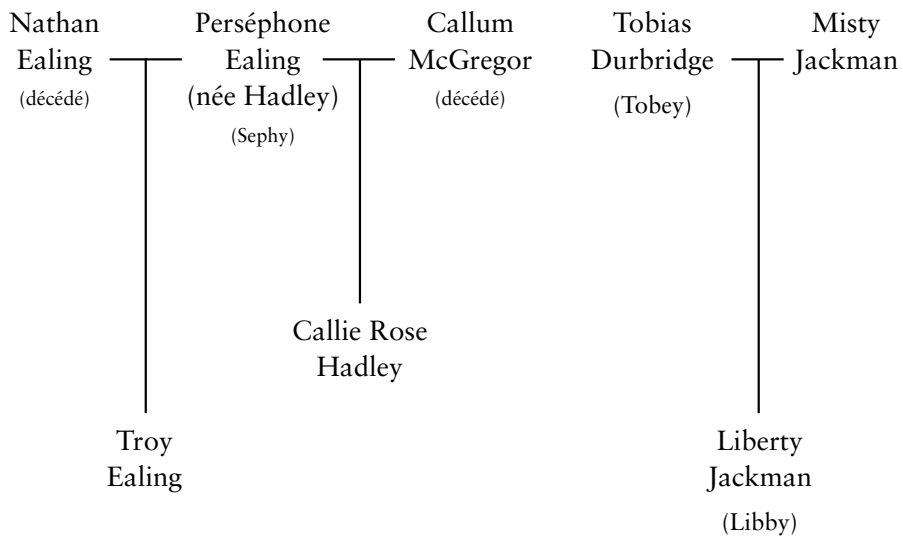 Nathan
Ealing
(décédé)
Perséphone
Ealing
(née Hadley)
(Sephy)
Callum
McGregor
(décédé)
Tobias
Durbridge
(Tobey)
Misty
Jackman
Callie Rose
Hadley
Troy
Ealing
Liberty
Jackman
(Libby)